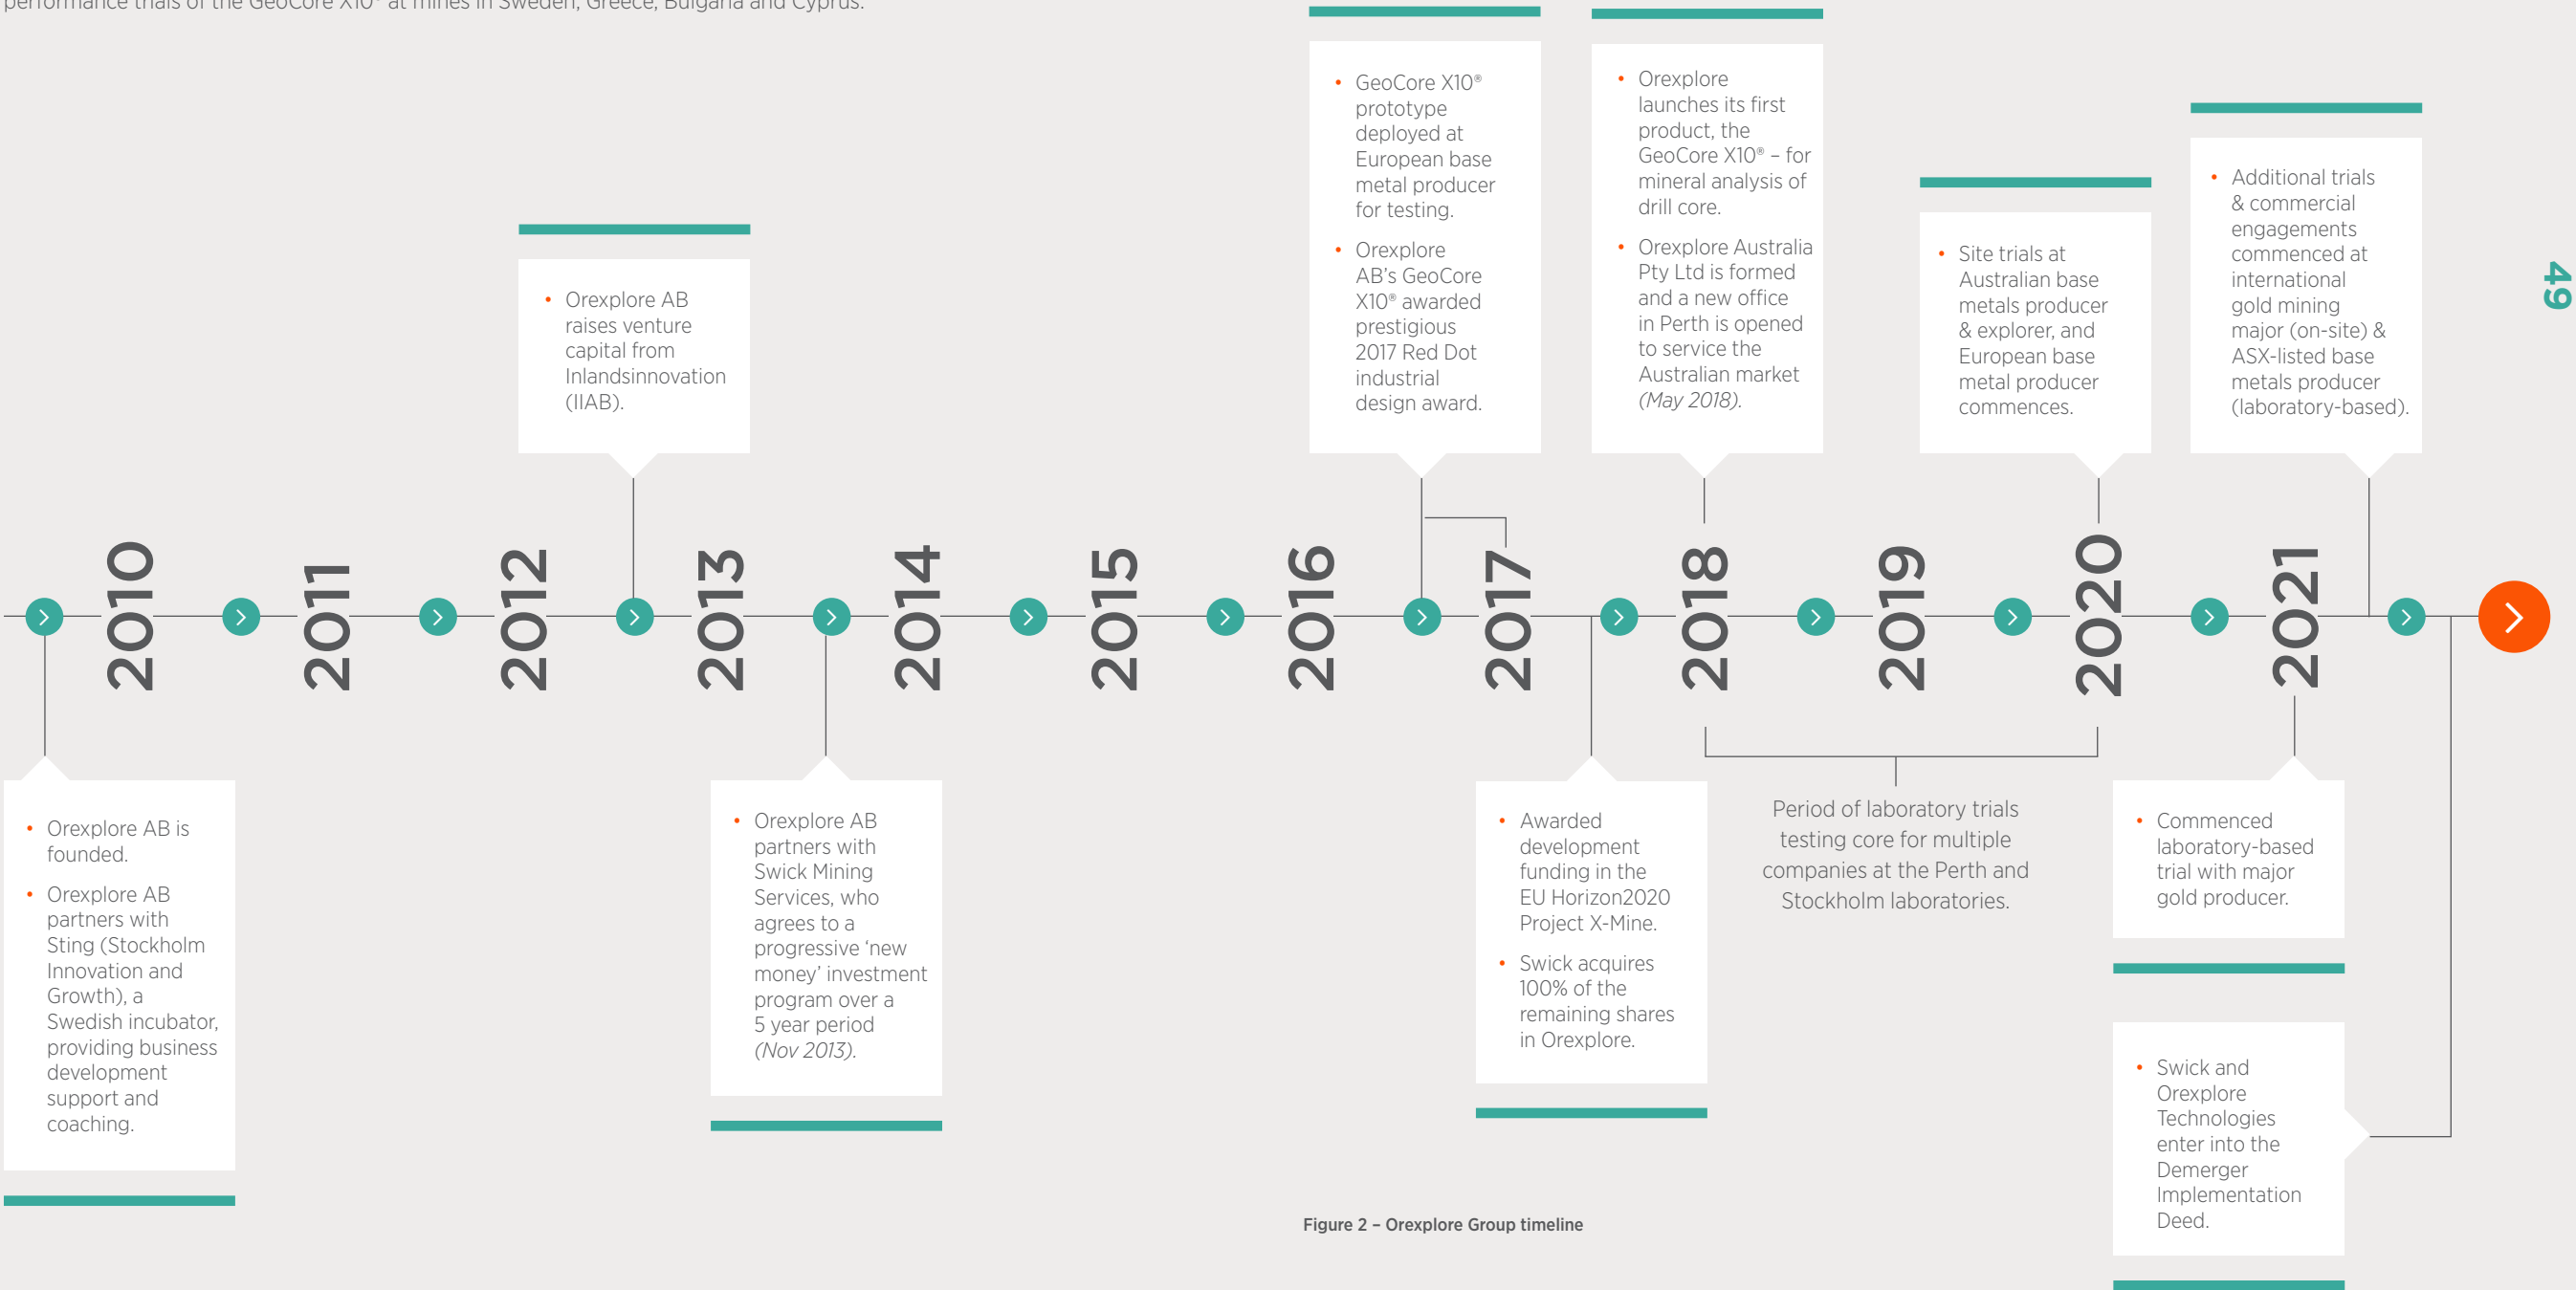 performance trials of the GeoCore X10® at mines in Sweden, Greece, Bulgaria and Cyprus.
• Orexplore AB
raises venture
capital from
Inlandsinnovation
(IIAB).
• GeoCore X10®
prototype
deployed at
European base
metal producer
for testing.
• Orexplore
AB’s GeoCore
X10® awarded
prestigious
2017 Red Dot
industrial
design award.
• Orexplore
launches its first
product, the
GeoCore X10® – for
mineral analysis of
drill core.
• Orexplore Australia
Pty Ltd is formed
and a new office
in Perth is opened
to service the
Australian market
(May 2018).
• Site trials at
Australian base
metals producer
& explorer, and
European base
metal producer
commences.
• Additional trials
& commercial
engagements
commenced at
international
gold mining
major (on-site) &
ASX-listed base
metals producer
(laboratory-based).
49
2010
2011
2012
2013
2014
2015
2016
2017
2018
2019
2020
2021
• Orexplore AB is
founded.
• Orexplore AB
partners with
Sting (Stockholm
Innovation and
Growth), a
Swedish incubator,
providing business
development
support and
coaching.
• Orexplore AB
partners with
Swick Mining
Services, who
agrees to a
progressive ‘new
money’ investment
program over a
5 year period
(Nov 2013).
• Awarded
development
funding in the
EU Horizon2020
Project X-Mine.
• Swick acquires
100% of the
remaining shares
in Orexplore.
Period of laboratory trials
testing core for multiple
companies at the Perth and
Stockholm laboratories.
• Commenced
laboratory-based
trial with major
gold producer.
• Swick and
Orexplore
Technologies
enter into the
Demerger
Implementation
Deed.
Figure 2 – Orexplore Group timeline